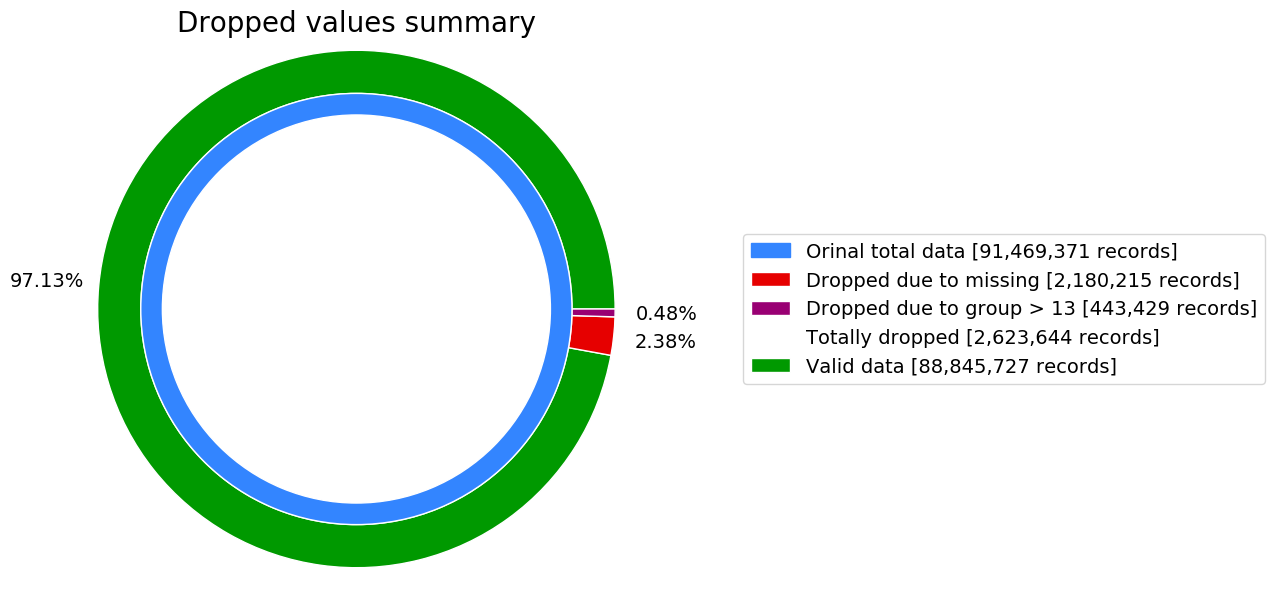 Dropped values summary
97.13%
0.48%
2.38%
Orinal total data [91,469,371 records]
Dropped due to missing [2,180,215 records]
Dropped due to group > 13 [443,429 records]
Totally dropped [2,623,644 records]
Valid data [88,845,727 records]